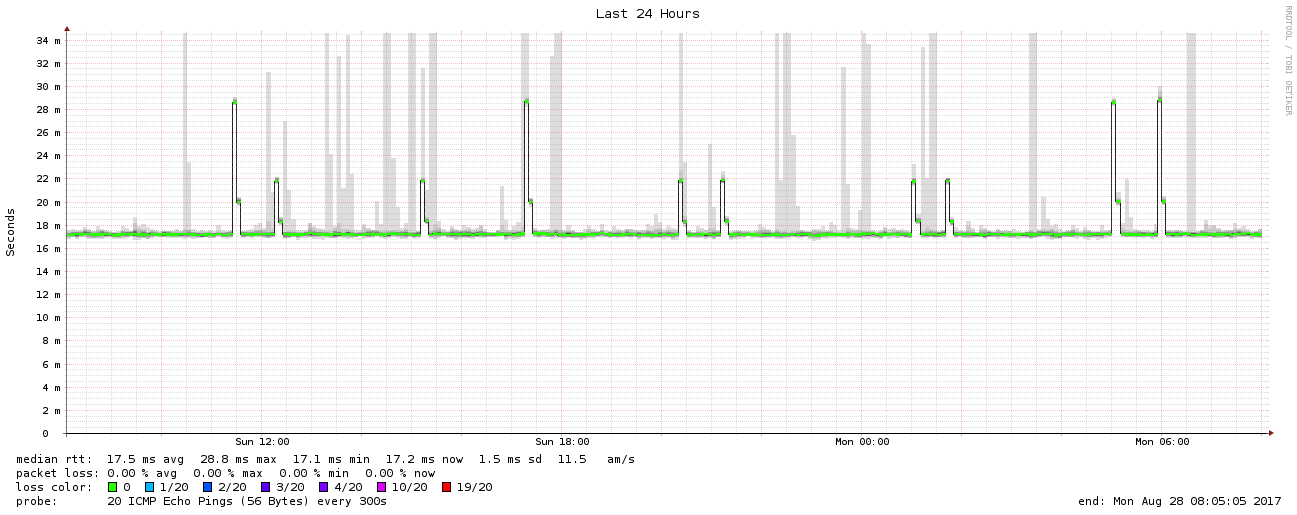 Last 24 Hours
RRDTOOL / TOBI OETIKER
Seconds
34 m
32 m
30 m
28 m
26 m
24 m
22 m
20 m
18 m
16 m
14 m
12 m
10 m
8 m
6 m
4 m
2 m
0
Sun 12:00 Sun 18:00 Mon 00:00 Mon 06:00
median rtt: 17.5 ms avg 28.8 ms max 17.1 ms min 17.2 ms now 1.5 ms sd 11.5 am/s
packet loss: 0.00 % avg 0.00 % max 0.00 % min 0.00 % now
loss color: 0 1/20 2/20 3/20 4/20 10/20 19/20
probe: 20 ICMP Echo Pings (56 Bytes) every 300s end: Mon Aug 28 08:05:05 2017